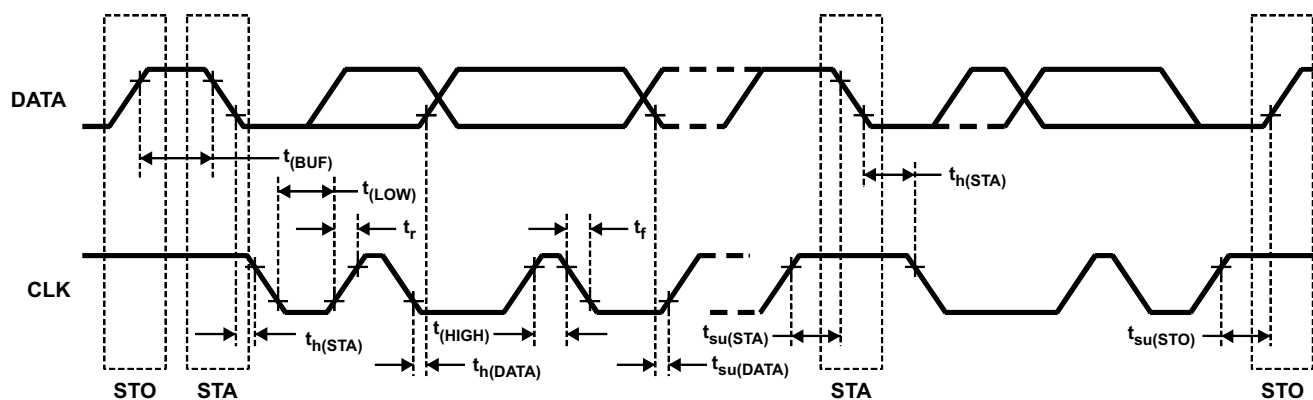 DATA
t(BUF)
t(LOW)
th(STA)
tr
tf
CLK
th(STA)
t(HIGH)
th(DATA)
tsu(DATA)
tsu(STA)
tsu(STO)
STO
STA
STA
STO